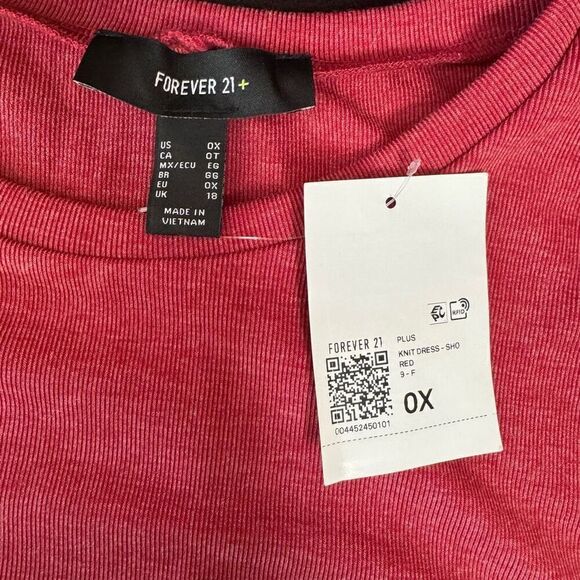 FOREVER 21+
US 0X
CA 0T
MX/ECU EG
BR GG
EU 0X
UK 18
MADE IN
VIETNAM
EPC
RFID
FOREVER 21
PLUS
KNIT DRESS - SHO
RED
9 - F
0X
004452450101